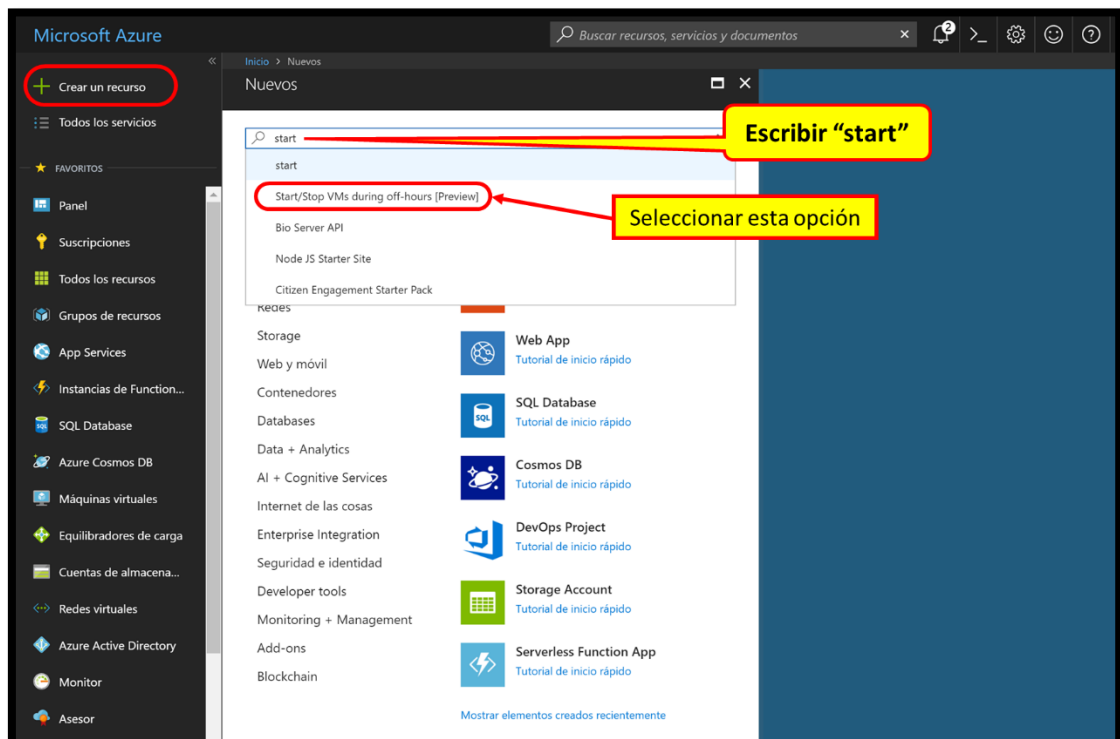 Microsoft Azure
Buscar recursos, servicios y documentos
2
Inicio > Nuevos
Crear un recurso
Todos los servicios
FAVORITOS
Panel
Suscripciones
Todos los recursos
Grupos de recursos
App Services
Instancias de Function...
SQL Database
Azure Cosmos DB
Máquinas virtuales
Equilibradores de carga
Cuentas de almacena...
Redes virtuales
Azure Active Directory
Monitor
Asesor
Nuevos
start
Escribir “start”
start
Start/Stop VMs during off-hours [Preview]
Seleccionar esta opción
Bio Server API
Node JS Starter Site
Citizen Engagement Starter Pack
Redes
Storage
Web y móvil
Contenedores
Databases
Data + Analytics
AI + Cognitive Services
Internet de las cosas
Enterprise Integration
Seguridad e identidad
Developer tools
Monitoring + Management
Add-ons
Blockchain
Web App
Tutorial de inicio rápido
SQL
SQL Database
Tutorial de inicio rápido
Cosmos DB
Tutorial de inicio rápido
DevOps Project
Tutorial de inicio rápido
Storage Account
Tutorial de inicio rápido
Serverless Function App
Tutorial de inicio rápido
Mostrar elementos creados recientemente